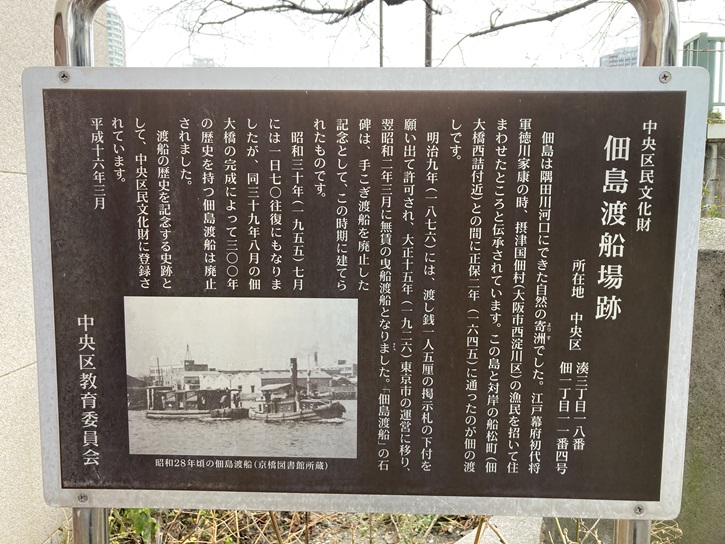 中央区民文化財
佃島渡船場跡
所在地 中央区 湊三丁目一八番
佃一丁目一一番四号
佃島は隅田川河口にできた自然の寄洲でした。江戸幕府初代将
よりす
軍徳川家康の時、摂津国佃村(大阪市西淀川区)の漁民を招いて住
まわせたところと伝承されています。この島と対岸の船松町(佃
大橋西詰付近)との間に正保二年(一六四五)に通ったのが佃の渡
しです。
明治九年(一八七六)には、渡し銭一人五厘の掲示札の下付を
願い出て許可され、大正十五年(一九二六)東京市の運営に移り、
翌昭和二年三月に無賃の曳船渡船となりました。「佃島渡船」の石
碑は、手こぎ渡船を廃止した
記念として、この時期に建てら
れたものです。
昭和三十年(一九五五)七月
には一日七〇往復にもなりま
したが、同三十九年八月の佃
大橋の完成によって三〇〇年
の歴史を持つ佃島渡船は廃止
されました。
渡船の歴史を記念する史跡と
して、中央区民文化財に登録さ
れています。
平成十六年三月
中央区教育委員会
昭和28年頃の佃島渡船(京橋図書館所蔵)